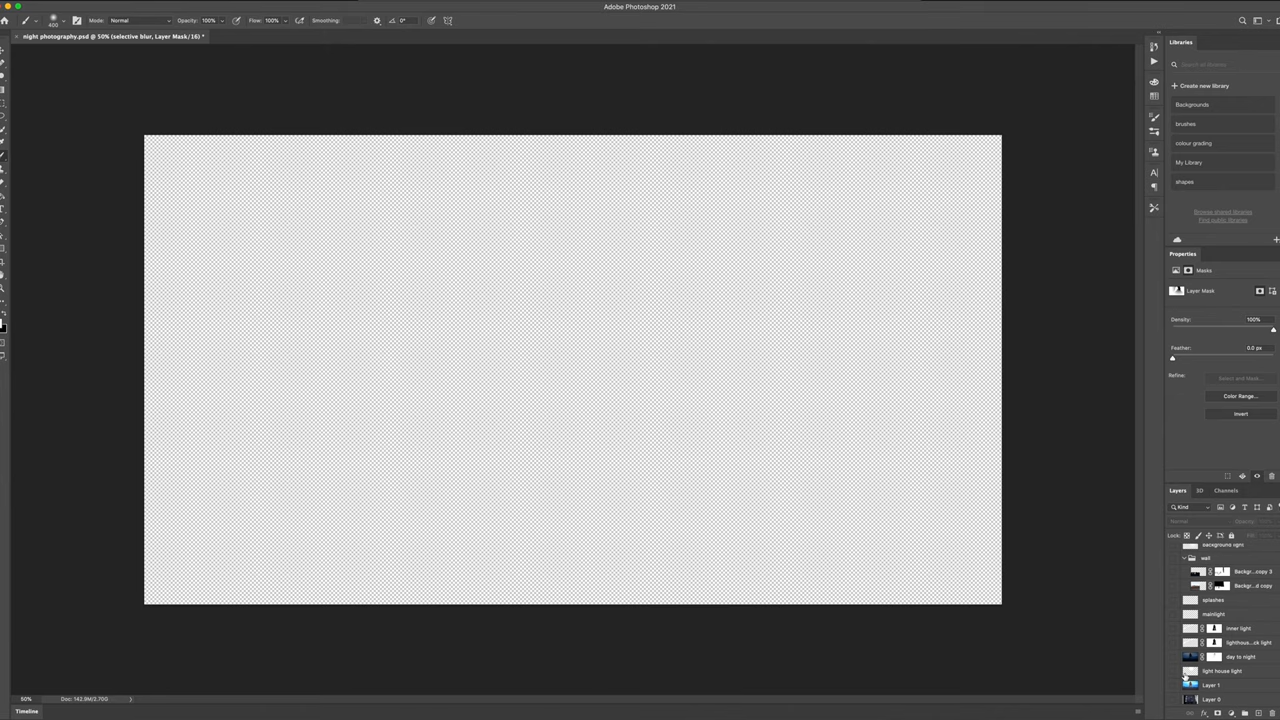 Adobe Photoshop 2021
400
Mode: Normal
Opacity: 100%
Flow: 100%
Smoothing:
0°
× night photography.psd @ 50% (selective blur, Layer Mask/16) *
Libraries
Search all libraries
+ Create new library
Backgrounds
brushes
colour grading
My Library
shapes
Browse shared libraries
Find public libraries
Properties
Masks
Layer Mask
Density: 100%
Feather: 0.0 px
Refine: Select and Mask...
Color Range...
Invert
Layers 3D Channels
Kind
Normal Opacity:
Lock: Fill:
wall
Backgr...copy 3
Backgr...d copy
splashes
mainlight
inner light
lighthous...ck light
day to night
light house light
Layer 1
Layer 0
50% Doc: 142.9M/2.70G
Timeline